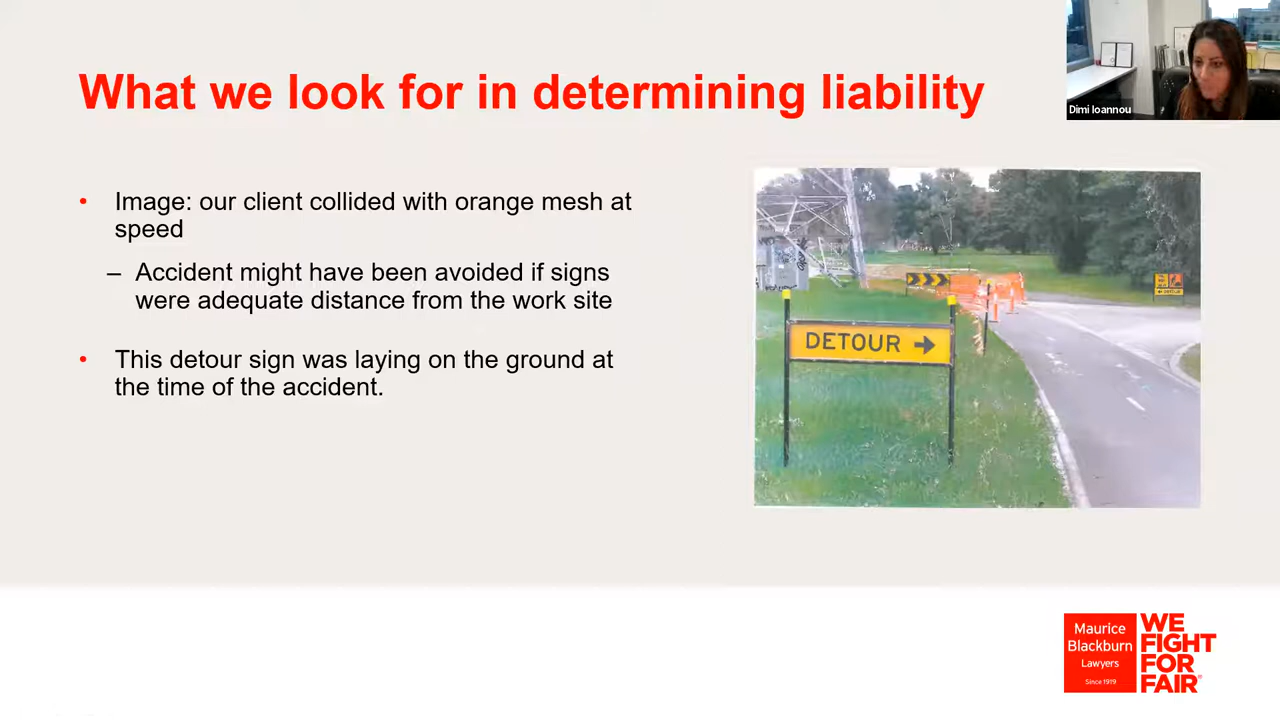 What we look for in determining liability
Dimi Ioannou
• Image: our client collided with orange mesh at
speed
– Accident might have been avoided if signs
were adequate distance from the work site
• This detour sign was laying on the ground at
the time of the accident.
DETOUR →
Maurice
Blackburn
Lawyers
Since 1919
WE
FIGHT
FOR
FAIR